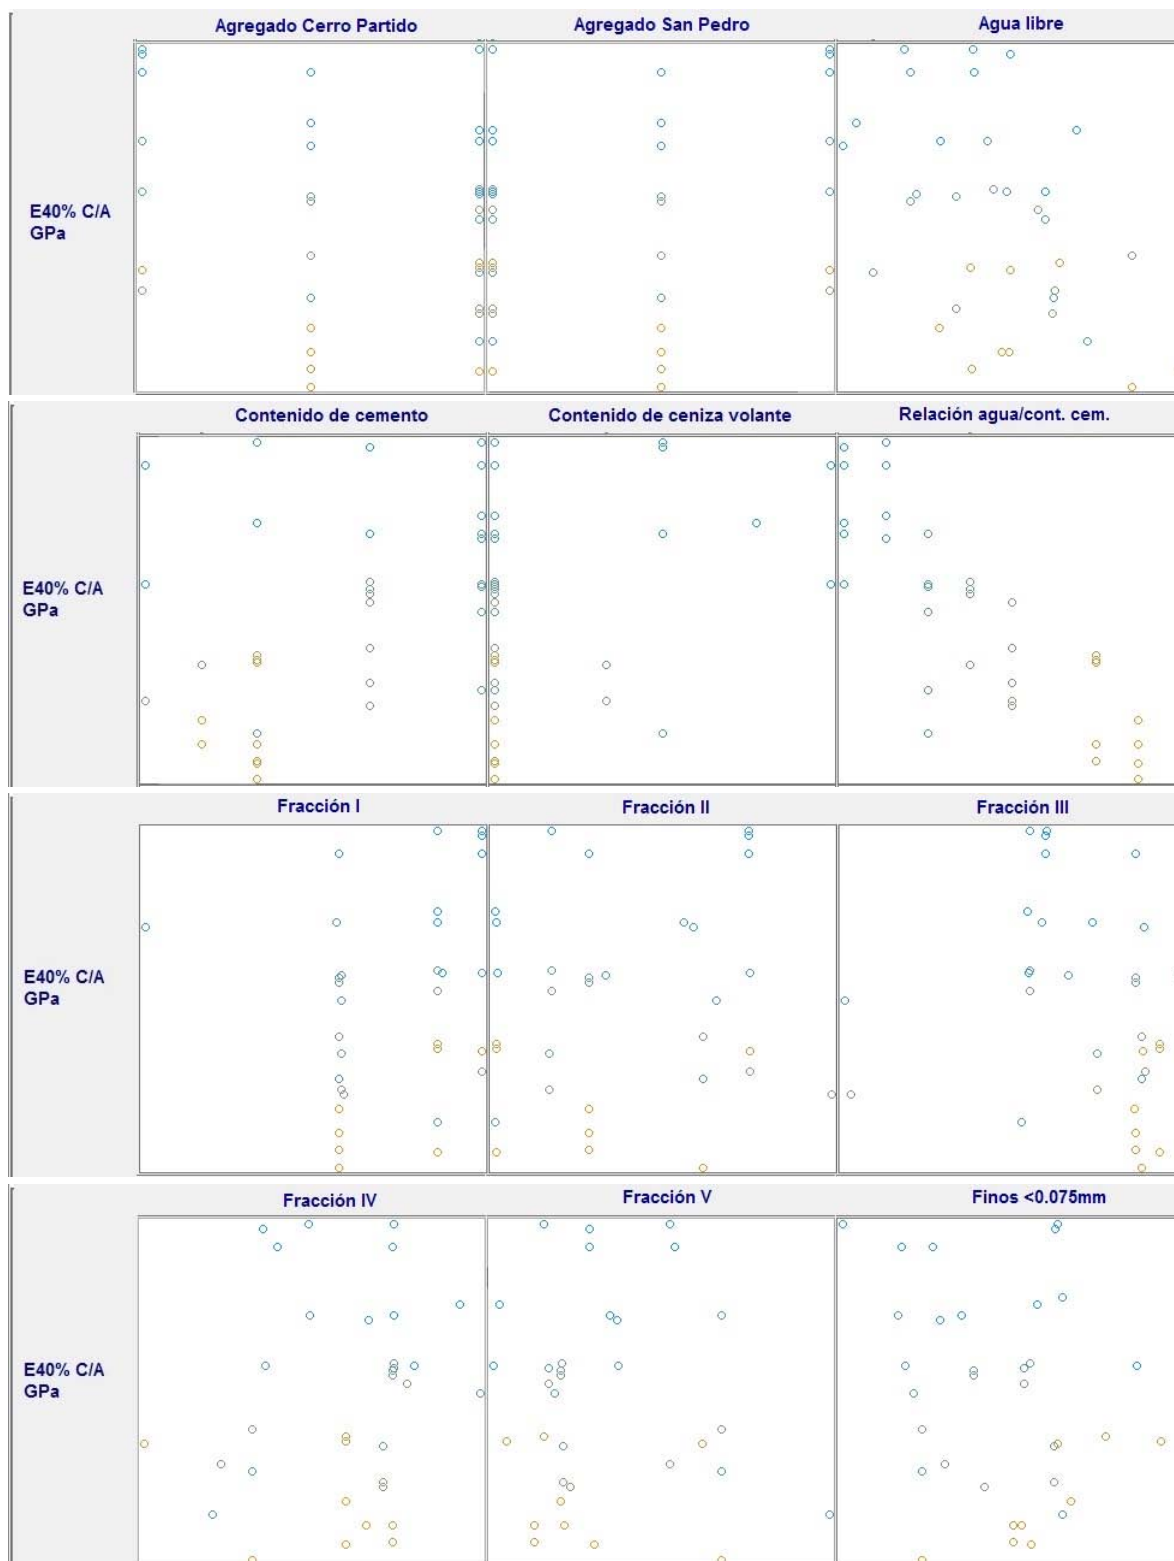 Agregado Cerro Partido Agregado San Pedro Agua libre
E40% C/A
GPa
Contenido de cemento Contenido de ceniza volante Relación agua/cont. cem.
E40% C/A
GPa
Fracción I Fracción II Fracción III
E40% C/A
GPa
Fracción IV Fracción V Finos <0.075mm
E40% C/A
GPa